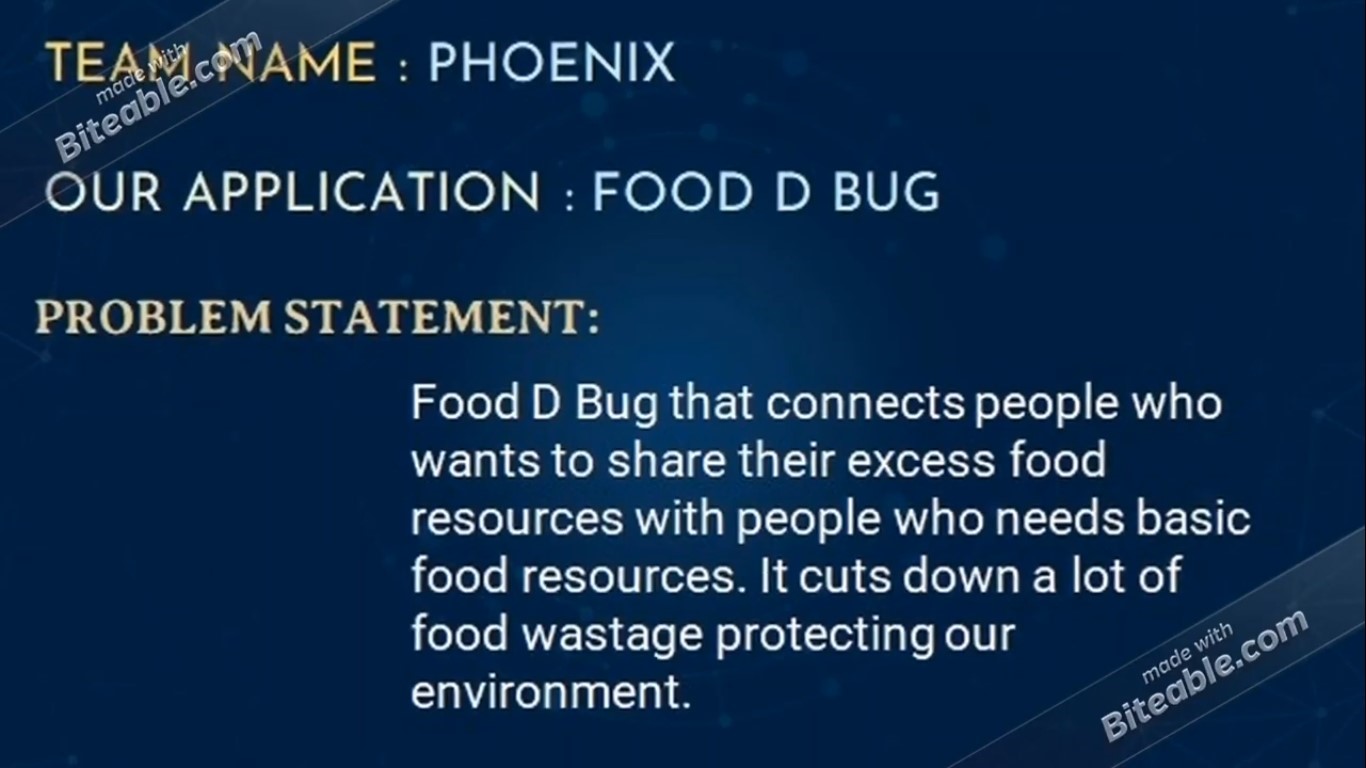 TEAM NAME : PHOENIX
made with
Biteable.com
OUR APPLICATION : FOOD D BUG
PROBLEM STATEMENT:
Food D Bug that connects people who
wants to share their excess food
resources with people who needs basic
food resources. It cuts down a lot of
food wastage protecting our
environment.
made with
Biteable.com